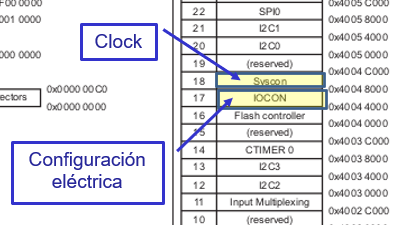 F00 0000
001 0000
0000
ectors
0x0000 00C0
0x0000 0000
Clock
Configuración
eléctrica
22 SPI0
21 I2C1
20 I2C0
19 (reserved)
18 Syscon
17 IOCON
16 Flash controller
15 (reserved)
14 CTIMER 0
13 I2C3
12 I2C2
11 Input Multiplexing
10 (reserved)
0x4005 C000
0x4005 8000
0x4005 4000
0x4005 0000
0x4004 C000
0x4004 8000
0x4004 4000
0x4004 0000
0x4003 C000
0x4003 8000
0x4003 4000
0x4003 0000
0x4002 C000